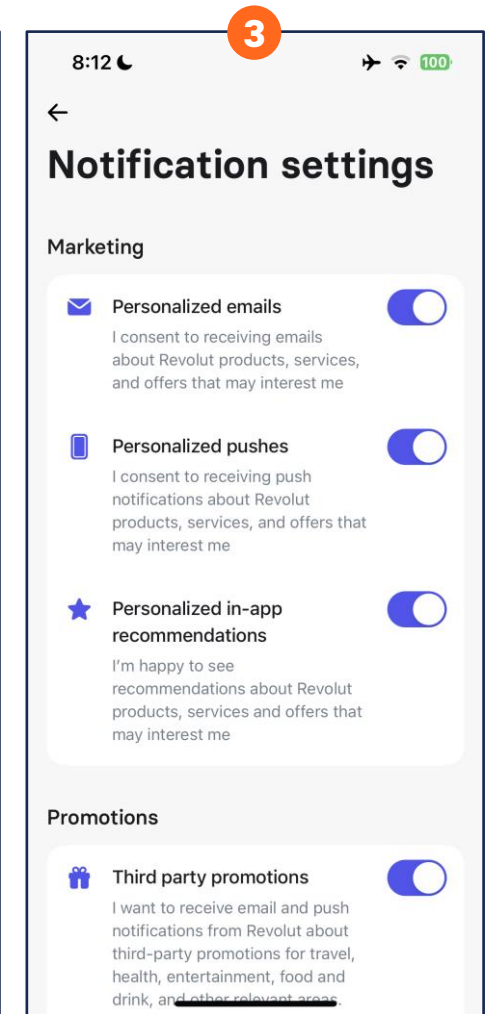 3
8:12
100
Notification settings
Marketing
Personalized emails
I consent to receiving emails
about Revolut products, services,
and offers that may interest me
Personalized pushes
I consent to receiving push
notifications about Revolut
products, services, and offers that
may interest me
Personalized in-app
recommendations
I'm happy to see
recommendations about Revolut
products, services and offers that
may interest me
Promotions
Third party promotions
I want to receive email and push
notifications from Revolut about
third-party promotions for travel,
health, entertainment, food and
drink, and other relevant areas.